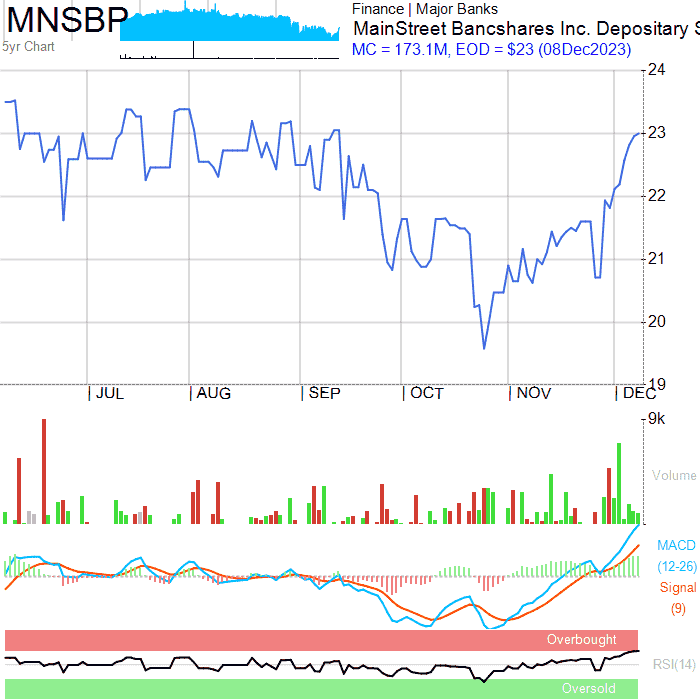 MNSBP
5yr Chart
Finance | Major Banks
MainStreet Bancshares Inc. Depositary S
MC = 173.1M, EOD = $23 (08Dec2023)
24
23
22
21
20
19
JUL AUG SEP OCT NOV DEC
9k
Volume
MACD
(12-26)
Signal
(9)
Overbought
RSI(14)
Oversold